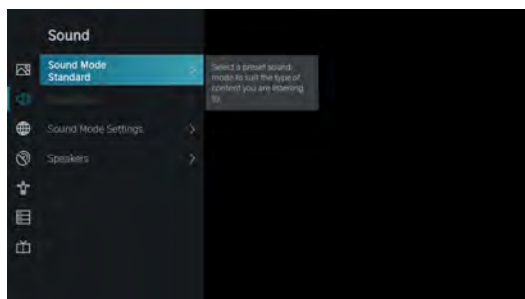 Sound
Sound Mode
Standard
Select a preset sound
mode to suit the type of
content you are listening
to.
Sound Mode Settings
Speakers